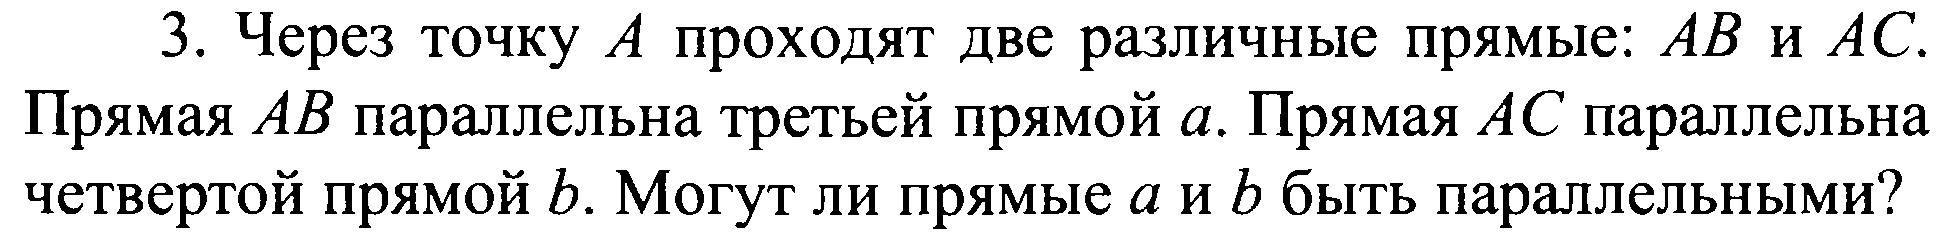 3. Через точку A проходят две различные прямые: AB и AC.
Прямая AB параллельна третьей прямой a. Прямая AC параллельна
четвертой прямой b. Могут ли прямые a и b быть параллельными?